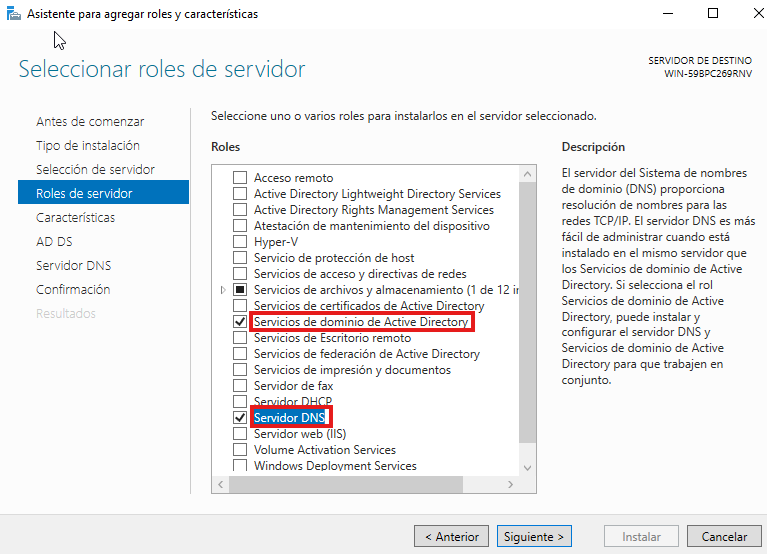 Asistente para agregar roles y características
Seleccionar roles de servidor
SERVIDOR DE DESTINO
WIN-59BPC269RNV
Antes de comenzar
Tipo de instalación
Selección de servidor
Roles de servidor
Características
AD DS
Servidor DNS
Confirmación
Resultados
Seleccione uno o varios roles para instalarlos en el servidor seleccionado.
Roles
Acceso remoto
Active Directory Lightweight Directory Services
Active Directory Rights Management Services
Atestación de mantenimiento del dispositivo
Hyper-V
Servicio de protección de host
Servicios de acceso y directivas de redes
Servicios de archivos y almacenamiento (1 de 12 in
Servicios de certificados de Active Directory
Servicios de dominio de Active Directory
Servicios de Escritorio remoto
Servicios de federación de Active Directory
Servicios de impresión y documentos
Servidor de fax
Servidor DHCP
Servidor DNS
Servidor web (IIS)
Volume Activation Services
Windows Deployment Services
Descripción
El servidor del Sistema de nombres
de dominio (DNS) proporciona
resolución de nombres para las
redes TCP/IP. El servidor DNS es más
fácil de administrar cuando está
instalado en el mismo servidor que
los Servicios de dominio de Active
Directory. Si selecciona el rol
Servicios de dominio de Active
Directory, puede instalar y
configurar el servidor DNS y
Servicios de dominio de Active
Directory para que trabajen en
conjunto.
< Anterior
Siguiente >
Instalar
Cancelar